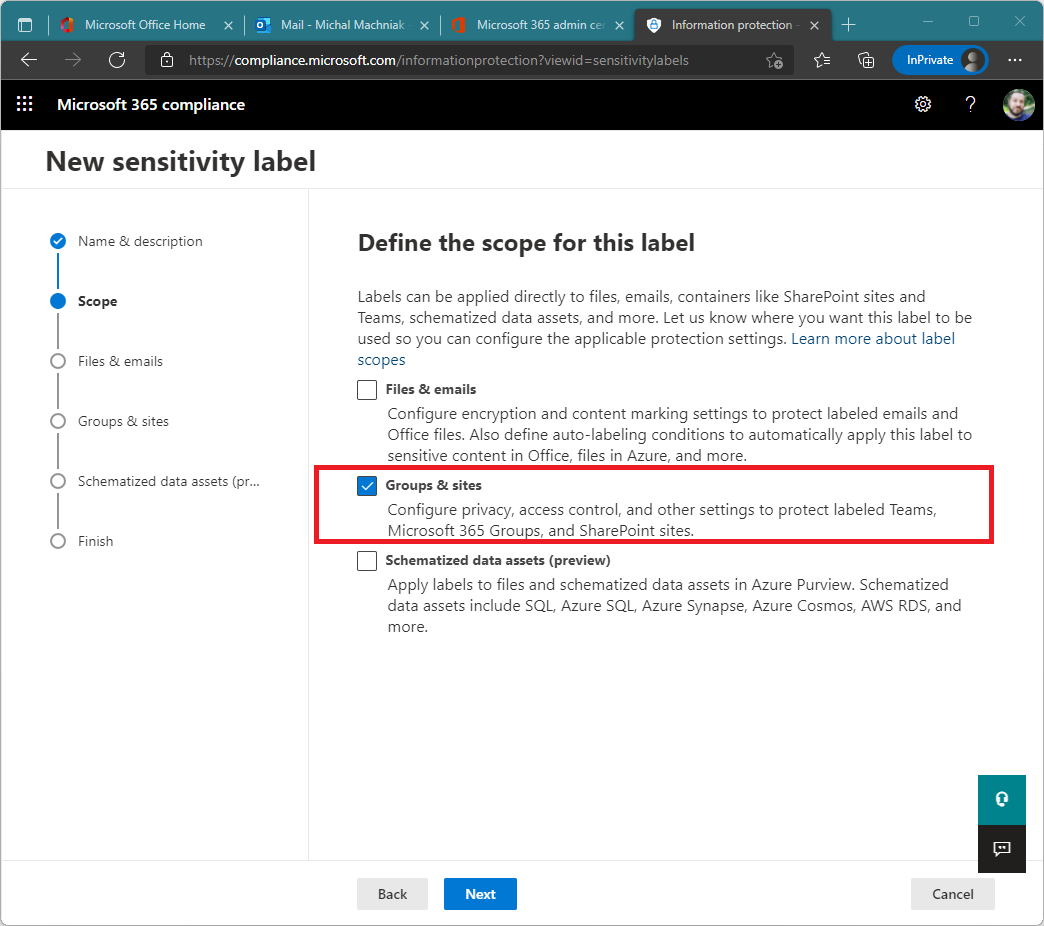 Microsoft Office Home
Mail - Michal Machniak
Microsoft 365 admin cen
Information protection -
https://compliance.microsoft.com/informationprotection?viewid=sensitivitylabels
InPrivate
Microsoft 365 compliance
?
New sensitivity label
Name & description
Scope
Files & emails
Groups & sites
Schematized data assets (pr...
Finish
Define the scope for this label
Labels can be applied directly to files, emails, containers like SharePoint sites and
Teams, schematized data assets, and more. Let us know where you want this label to be
used so you can configure the applicable protection settings. Learn more about label
scopes
Files & emails
Configure encryption and content marking settings to protect labeled emails and
Office files. Also define auto-labeling conditions to automatically apply this label to
sensitive content in Office, files in Azure, and more.
Groups & sites
Configure privacy, access control, and other settings to protect labeled Teams,
Microsoft 365 Groups, and SharePoint sites.
Schematized data assets (preview)
Apply labels to files and schematized data assets in Azure Purview. Schematized
data assets include SQL, Azure SQL, Azure Synapse, Azure Cosmos, AWS RDS, and
more.
Back
Next
Cancel